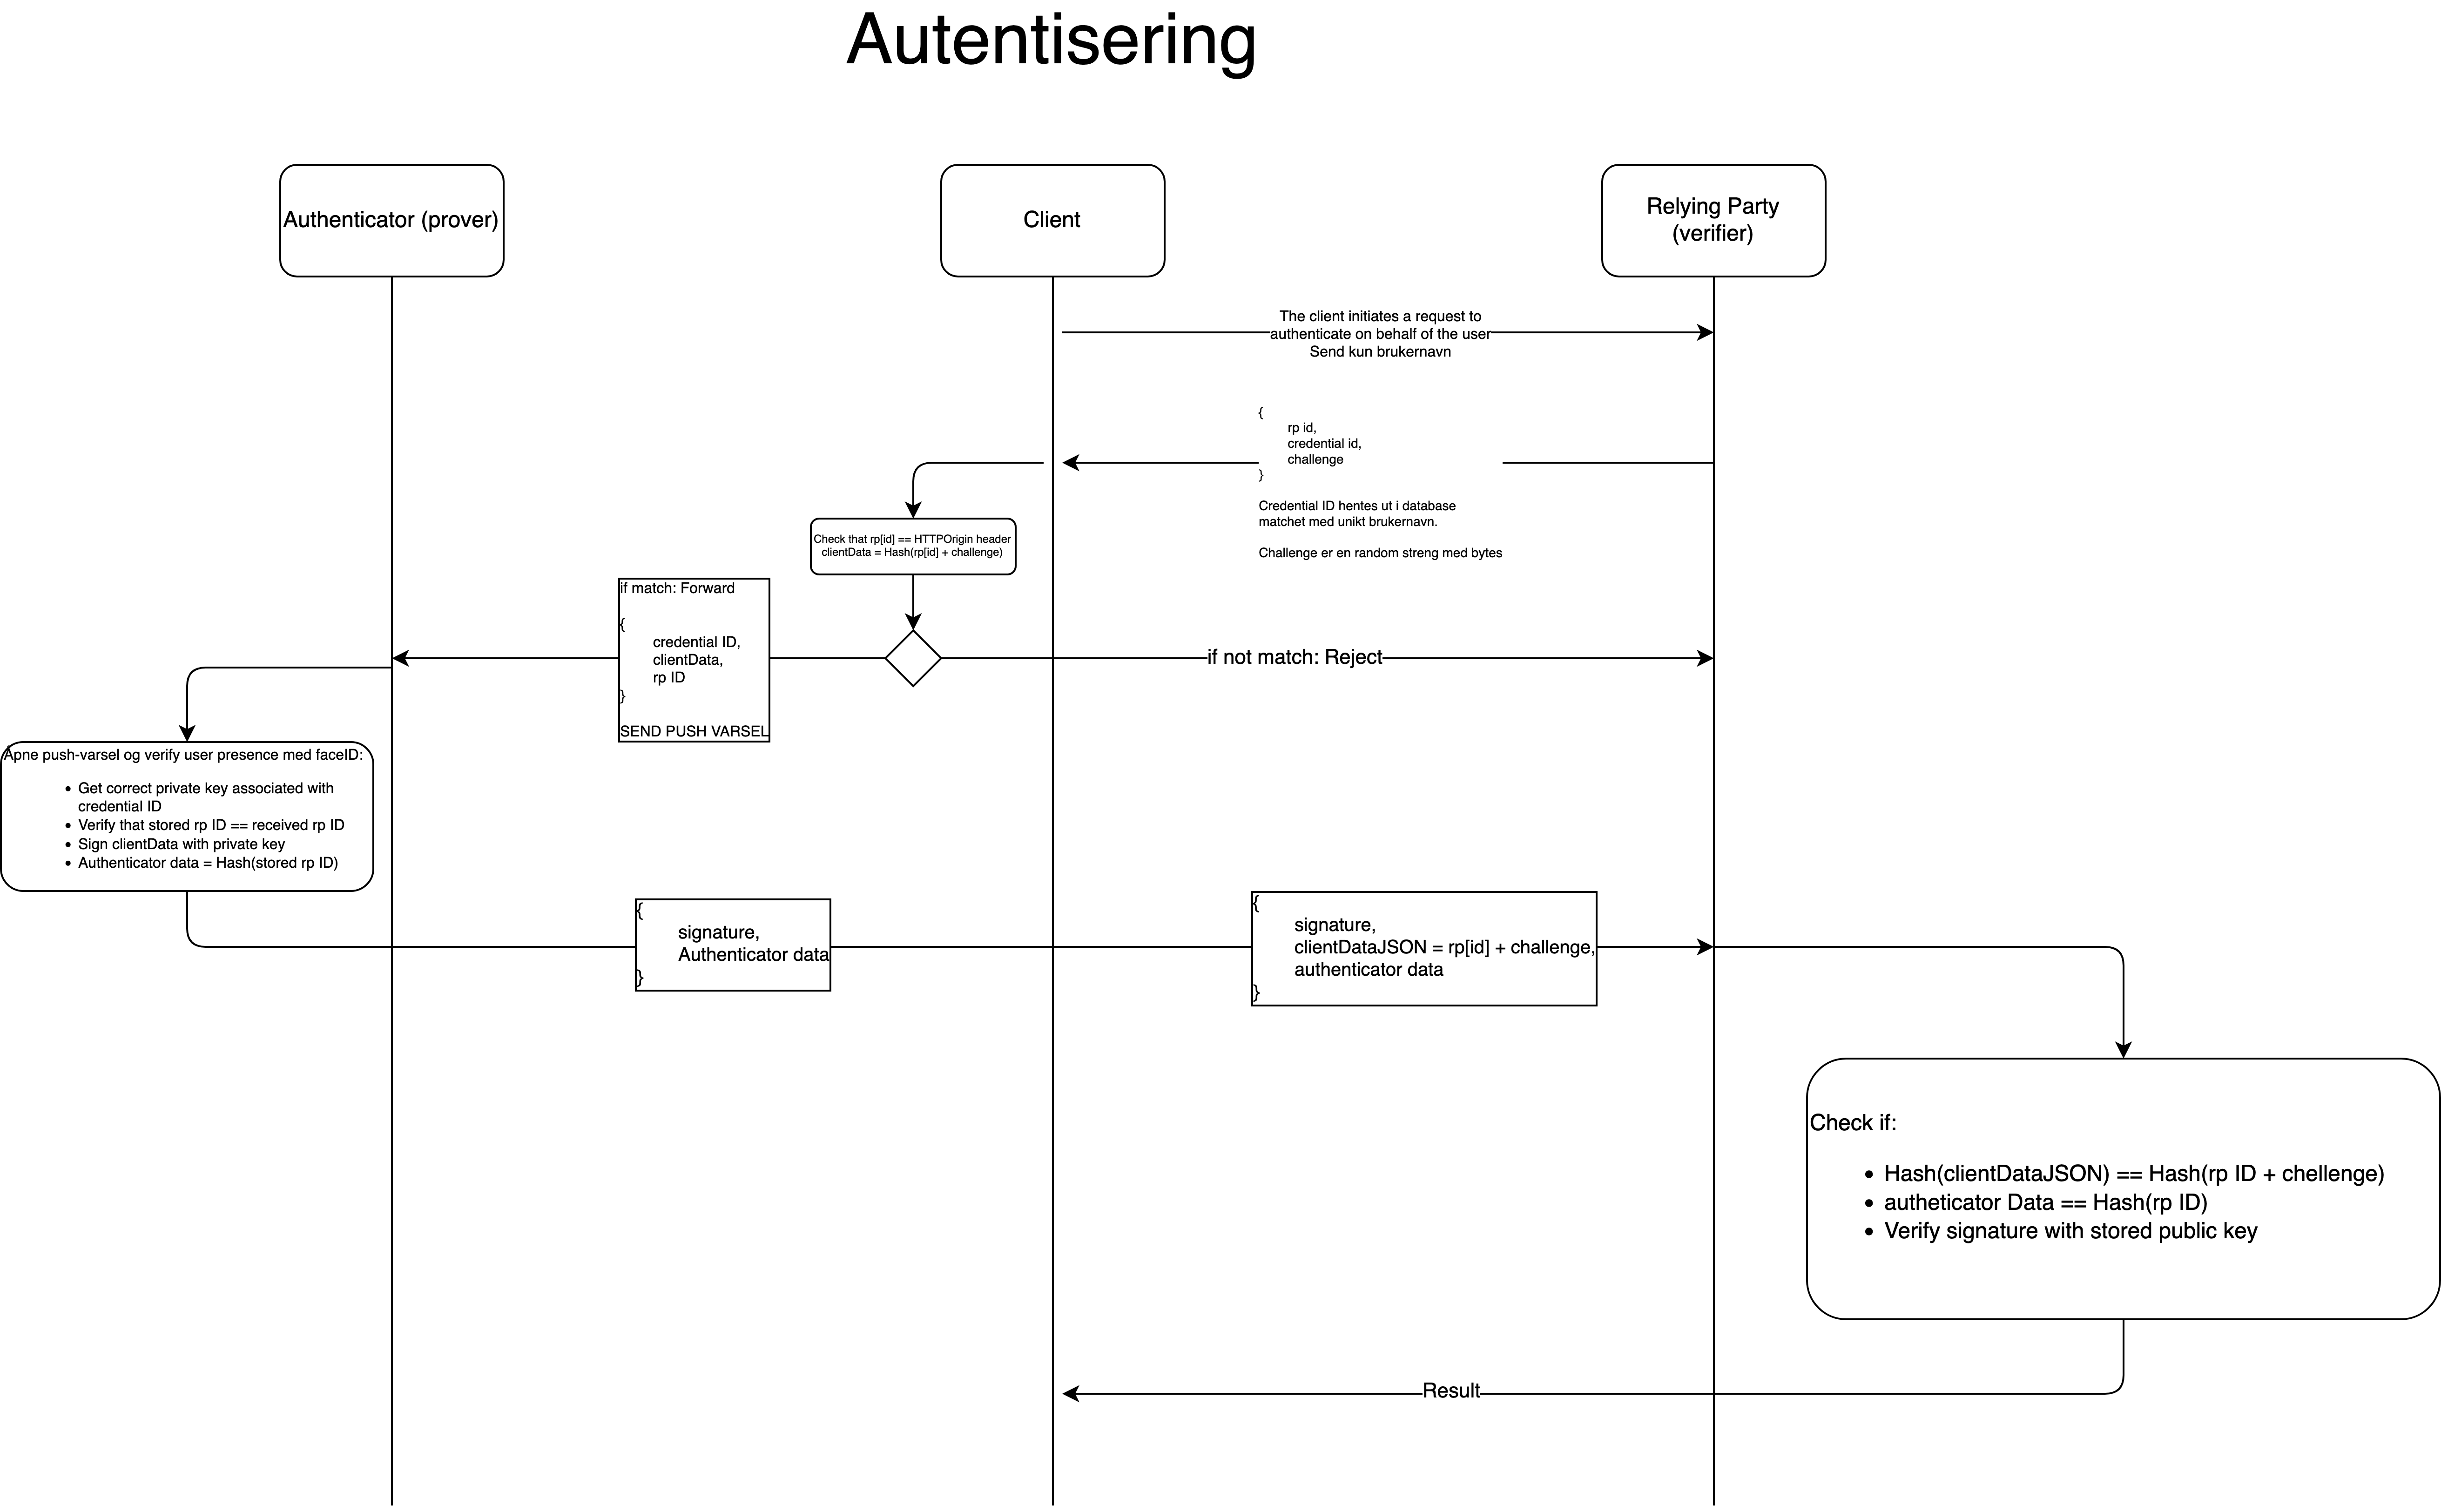 Autentisering
Authenticator (prover)
Client
Relying Party
(verifier)
The client initiates a request to
authenticate on behalf of the user
Send kun brukernavn
{
rp id,
credential id,
challenge
}
Credential ID hentes ut i database
matchet med unikt brukernavn.
Challenge er en random streng med bytes
Check that rp[id] == HTTPOrigin header
clientData = Hash(rp[id] + challenge)
if match: Forward
{
credential ID,
clientData,
rp ID
}
SEND PUSH VARSEL
if not match: Reject
Åpne push-varsel og verify user presence med faceID:
• Get correct private key associated with
credential ID
• Verify that stored rp ID == received rp ID
• Sign clientData with private key
• Authenticator data = Hash(stored rp ID)
{
signature,
Authenticator data
}
{
signature,
clientDataJSON = rp[id] + challenge,
authenticator data
}
Check if:
• Hash(clientDataJSON) == Hash(rp ID + chellenge)
• autheticator Data == Hash(rp ID)
• Verify signature with stored public key
Result